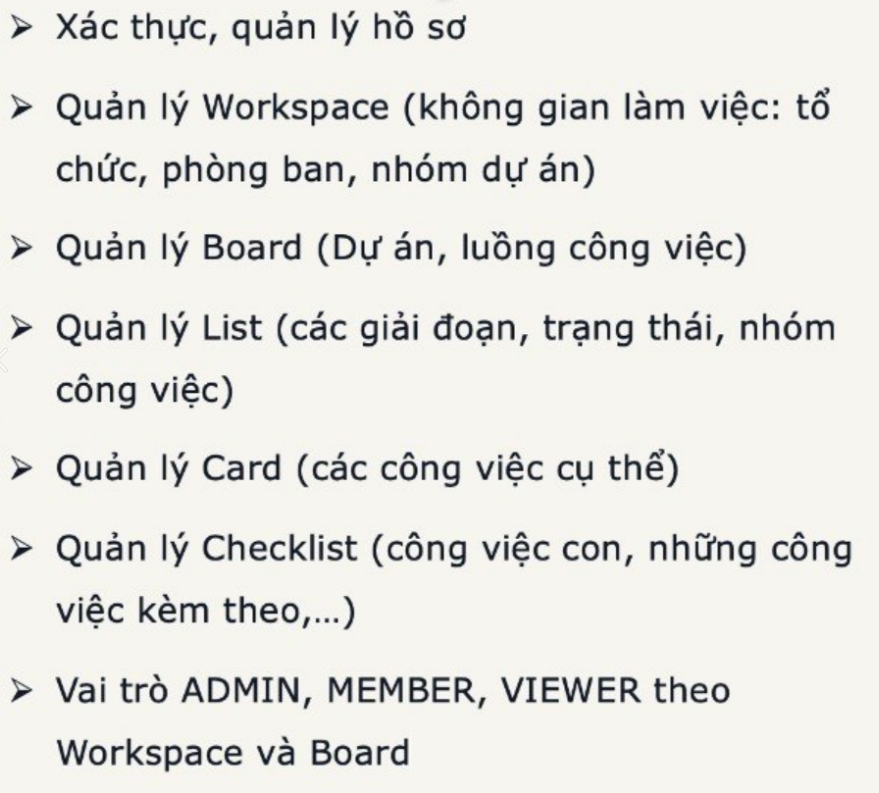 ➢ Xác thực, quản lý hồ sơ
➢ Quản lý Workspace (không gian làm việc: tổ
chức, phòng ban, nhóm dự án)
➢ Quản lý Board (Dự án, luồng công việc)
➢ Quản lý List (các giải đoạn, trạng thái, nhóm
công việc)
➢ Quản lý Card (các công việc cụ thể)
➢ Quản lý Checklist (công việc con, những công
việc kèm theo,...)
➢ Vai trò ADMIN, MEMBER, VIEWER theo
Workspace và Board